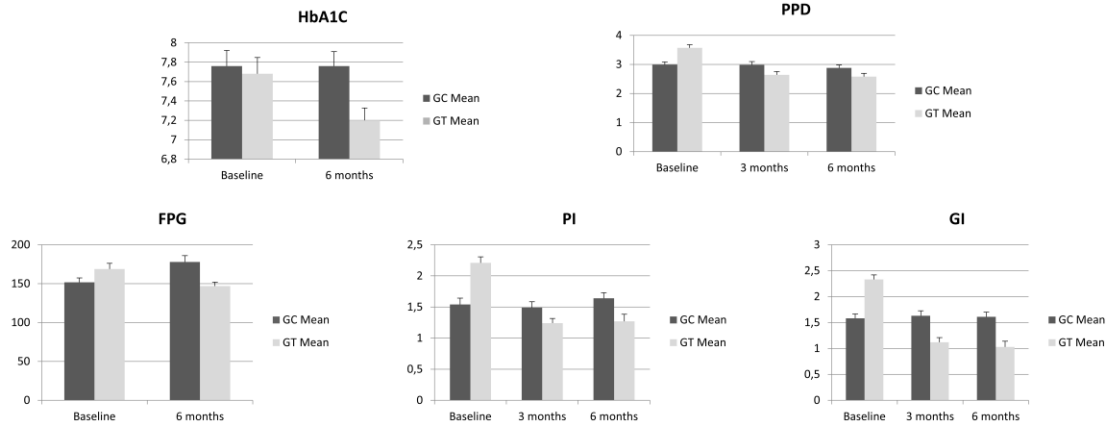 HbA1C
8
7,8
7,6
7,4
7,2
7
6,8
Baseline
6 months
GC Mean
GT Mean
PPD
4
3
2
1
0
Baseline
3 months
6 months
GC Mean
GT Mean
FPG
200
150
100
50
0
Baseline
6 months
GC Mean
GT Mean
PI
2,5
2
1,5
1
0,5
0
Baseline
3 months
6 months
GC Mean
GT Mean
GI
3
2,5
2
1,5
1
0,5
0
Baseline
3 months
6 months
GC Mean
GT Mean